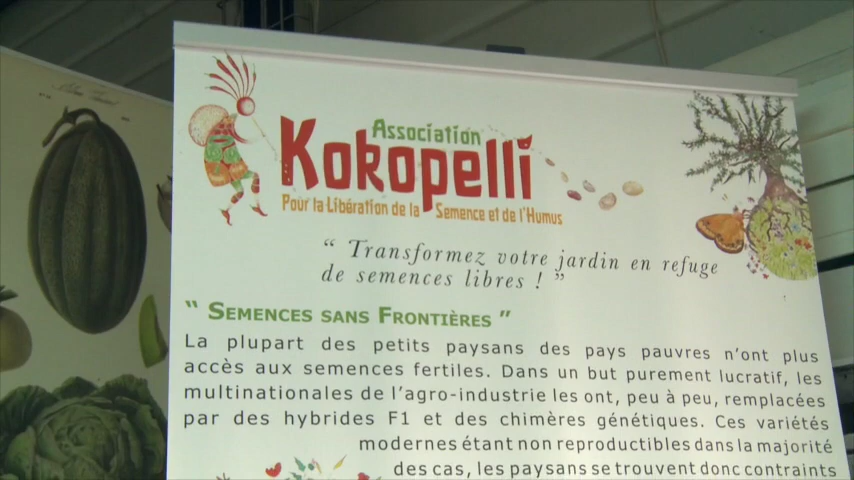 Association
Kokopelli
Pour la Libération de la Semence et de l'Humus
“ Transformez votre jardin en refuge
de semences libres ! ”
“ Semences sans Frontières ”
La plupart des petits paysans des pays pauvres n’ont plus
accès aux semences fertiles. Dans un but purement lucratif, les
multinationales de l’agro-industrie les ont, peu à peu, remplacées
par des hybrides F1 et des chimères génétiques. Ces variétés
modernes étant non reproductibles dans la majorité
des cas, les paysans se trouvent donc contraints